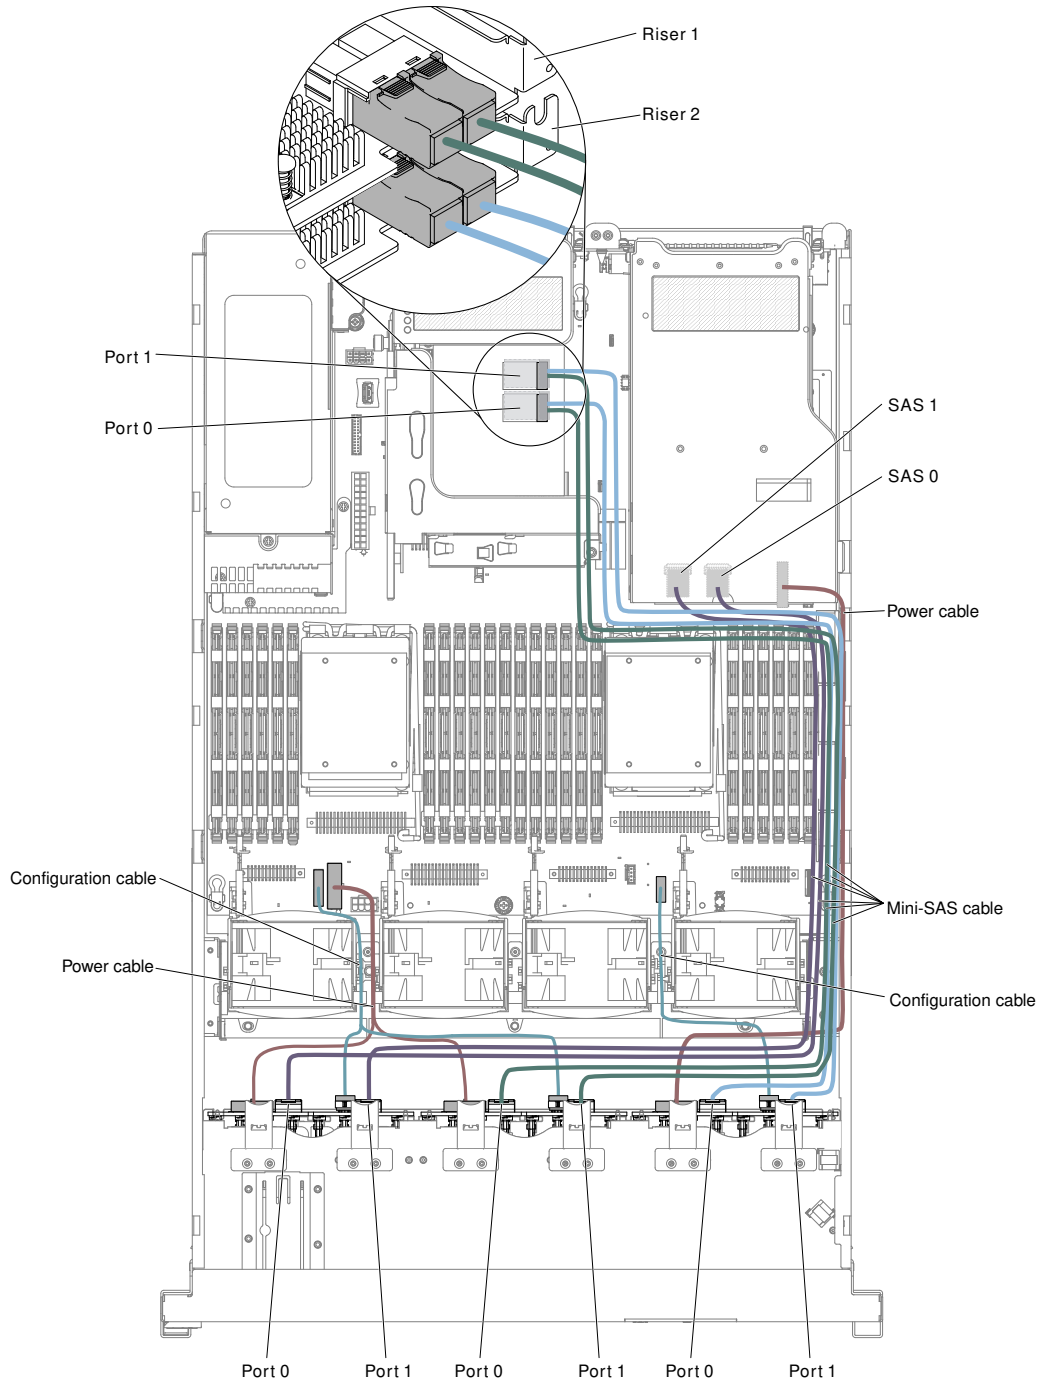 Riser 1
Riser 2
Port 1
Port 0
SAS 1
SAS 0
Power cable
Configuration cable
Mini-SAS cable
Power cable
Configuration cable
Port 0
Port 1
Port 0
Port 1
Port 0
Port 1